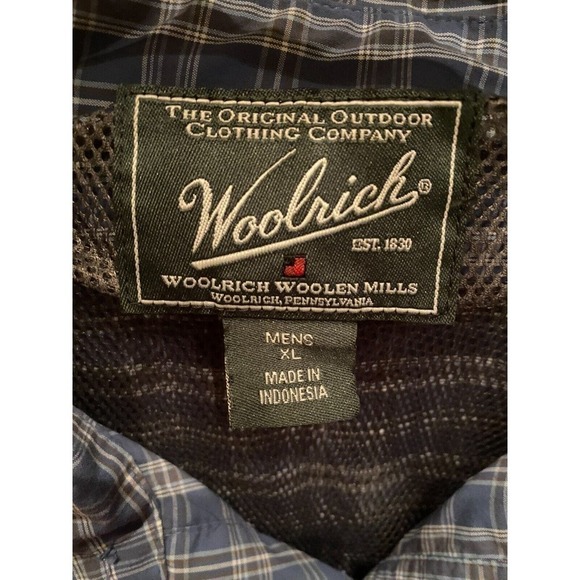 THE ORIGINAL OUTDOOR
CLOTHING COMPANY
Woolrich®
EST. 1830
WOOLRICH WOOLEN MILLS
WOOLRICH, PENNSYLVANIA
MENS
XL
MADE IN
INDONESIA